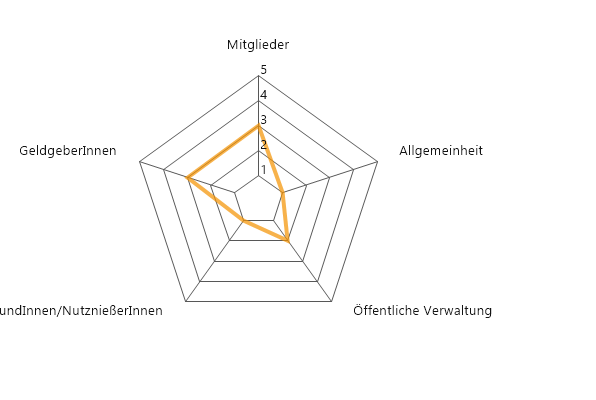 Mitglieder
5
4
3
2
1
GeldgeberInnen
Allgemeinheit
undInnen/NutznießerInnen
Öffentliche Verwaltung